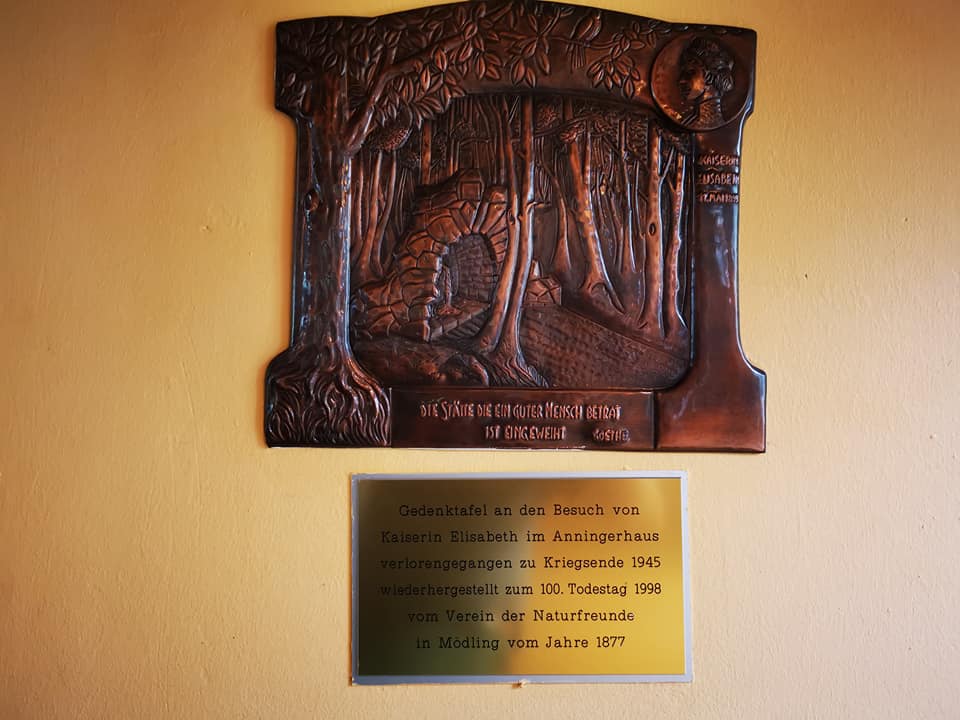 KAISERIN
ELISABETH
DIE STÄTTE DIE EIN GUTER MENSCH BETRAT
IST EINGEWEIHT GOETHE
Gedenktafel an den Besuch von
Kaiserin Elisabeth im Anningerhaus
verlorengegangen zu Kriegsende 1945
wiederhergestellt zum 100. Todestag 1998
vom Verein der Naturfreunde
in Mödling vom Jahre 1877